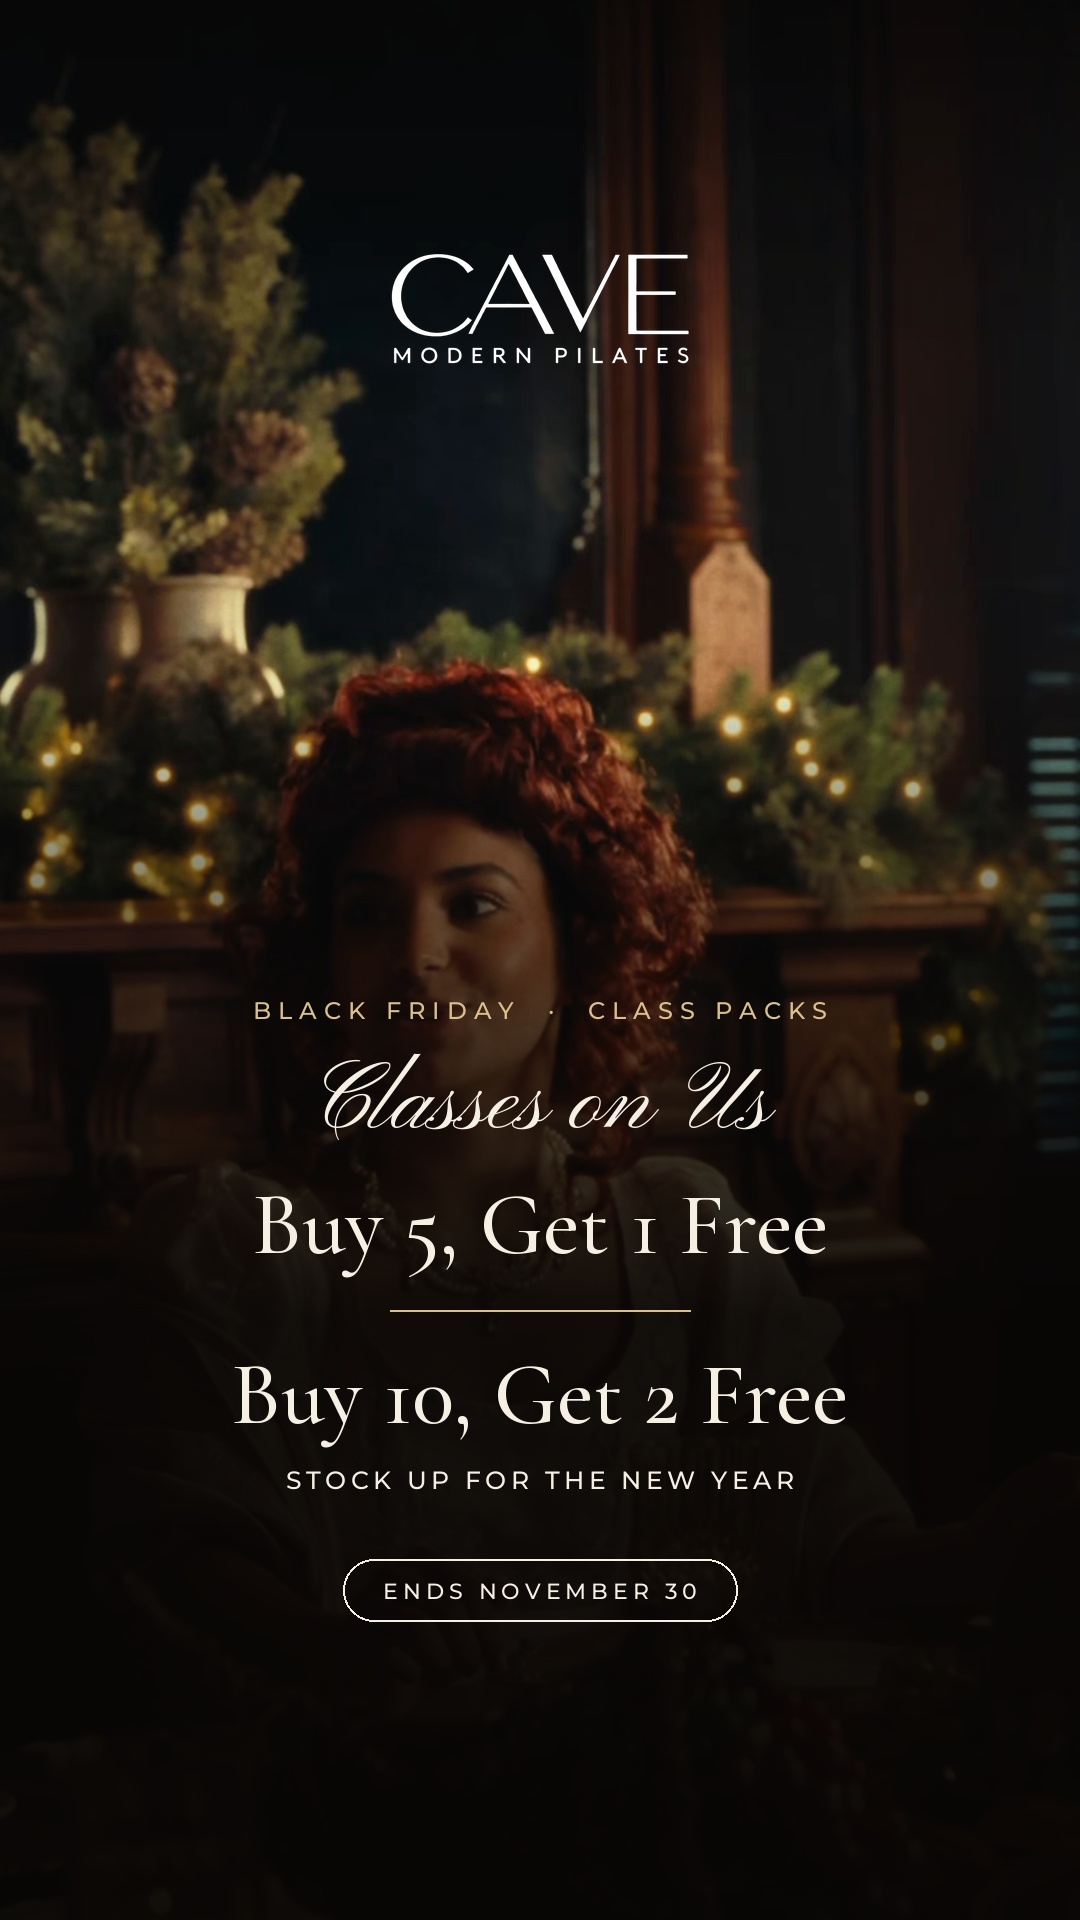 CAVE
MODERN PILATES
BLACK FRIDAY · CLASS PACKS
Classes on Us
Buy 5, Get 1 Free
Buy 10, Get 2 Free
STOCK UP FOR THE NEW YEAR
ENDS NOVEMBER 30